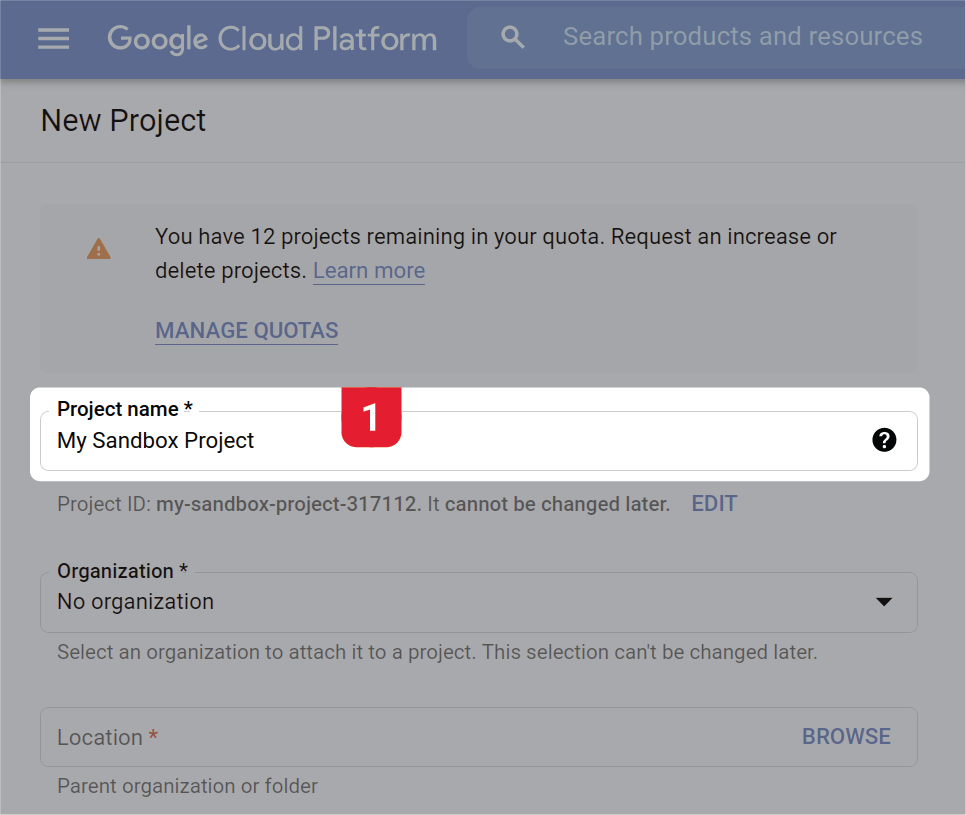 Google Cloud Platform
Search products and resources
New Project
You have 12 projects remaining in your quota. Request an increase or
delete projects. Learn more
MANAGE QUOTAS
Project name *
1
My Sandbox Project
Project ID: my-sandbox-project-317112. It cannot be changed later. EDIT
Organization *
No organization
Select an organization to attach it to a project. This selection can't be changed later.
Location * BROWSE
Parent organization or folder